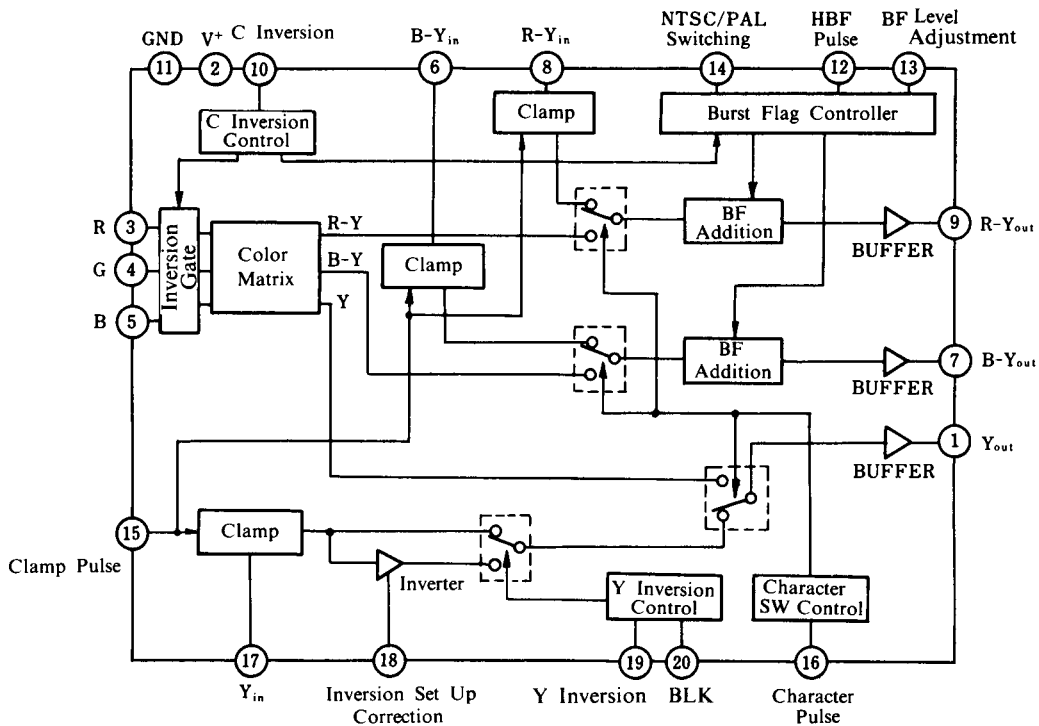 GND
V+
C Inversion
B-Yin
R-Yin
NTSC/PAL
Switching
HBF
Pulse
BF Level
Adjustment
11
2
10
6
8
14
12
13
C Inversion
Control
Clamp
Burst Flag Controller
R
3
G
4
B
5
Inversion
Gate
Color
Matrix
R-Y
B-Y
Y
Clamp
BF
Addition
BUFFER
9
R-Yout
BF
Addition
BUFFER
7
B-Yout
BUFFER
1
Yout
15
Clamp Pulse
Clamp
Inverter
Y Inversion
Control
Character
SW Control
17
18
19
20
16
Yin
Inversion Set Up
Correction
Y Inversion
BLK
Character
Pulse